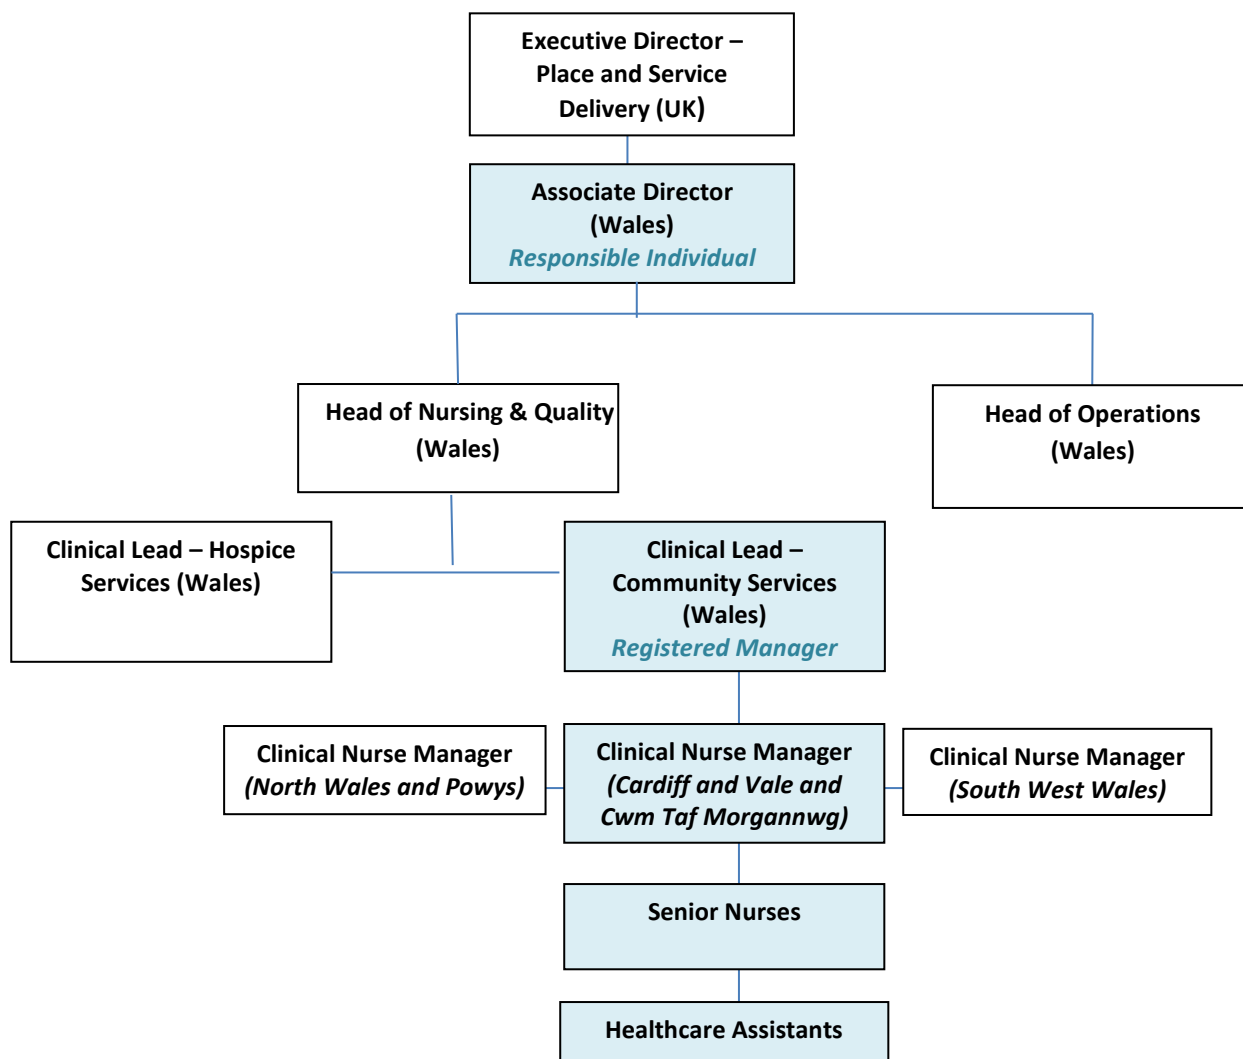 Executive Director –
Place and Service
Delivery (UK)
Associate Director
(Wales)
Responsible Individual
Head of Nursing & Quality
(Wales)
Head of Operations
(Wales)
Clinical Lead – Hospice
Services (Wales)
Clinical Lead –
Community Services
(Wales)
Registered Manager
Clinical Nurse Manager
(North Wales and Powys)
Clinical Nurse Manager
(Cardiff and Vale and
Cwm Taf Morgannwg)
Clinical Nurse Manager
(South West Wales)
Senior Nurses
Healthcare Assistants